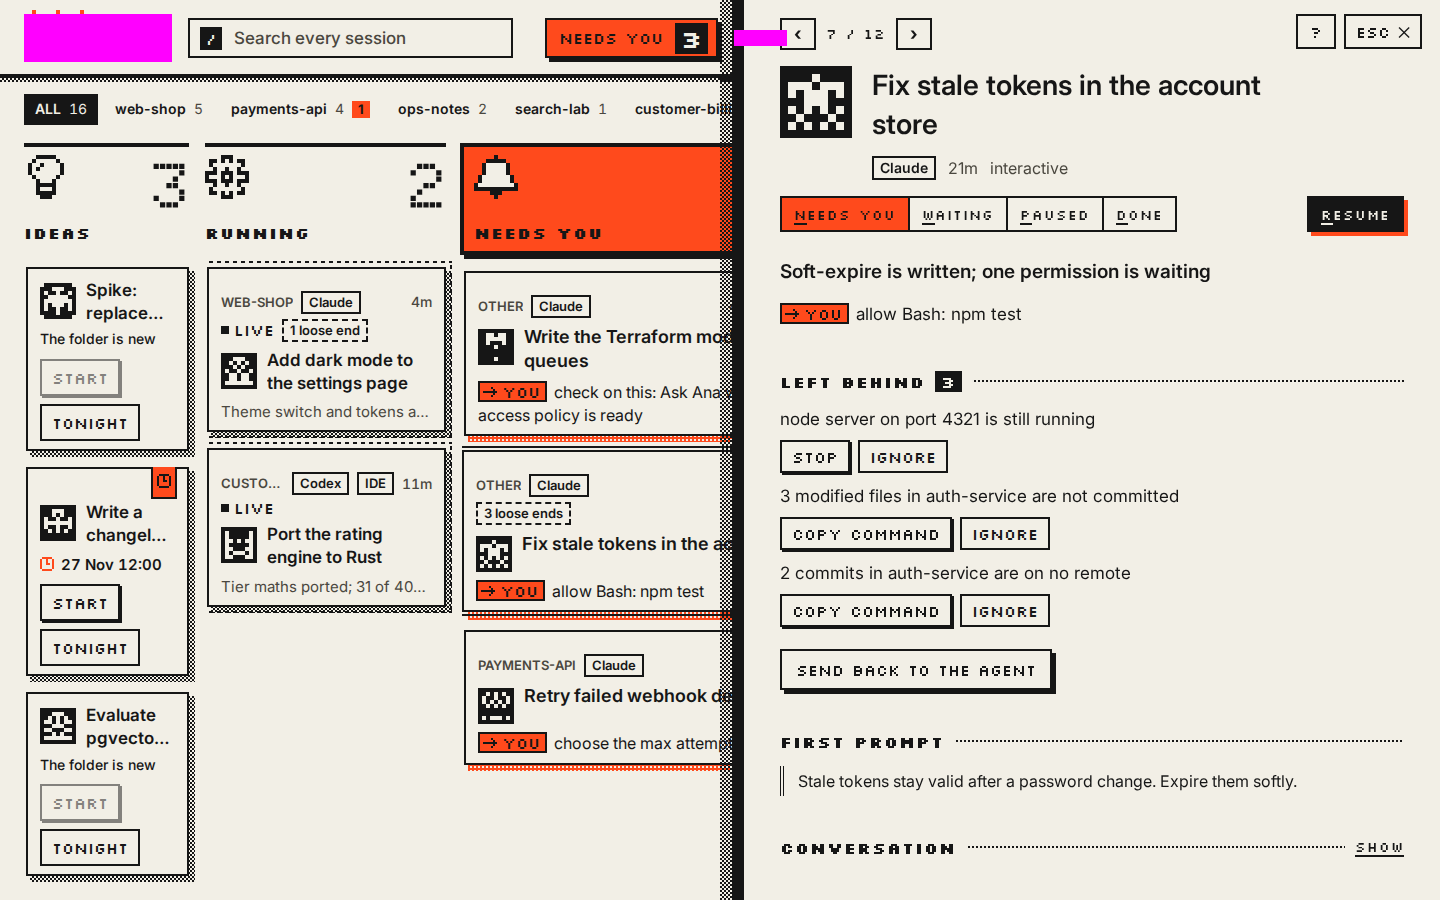 / Search every session
NEEDS YOU 3
ALL 16 web-shop 5 payments-api 4 1 ops-notes 2 search-lab 1
3
IDEAS
Spike:
replace...
The folder is new
START
TONIGHT
Write a
changel...
27 Nov 12:00
START
TONIGHT
Evaluate
pgvecto...
The folder is new
START
TONIGHT
2
RUNNING
WEB-SHOP Claude 4m
LIVE 1 loose end
Add dark mode to
the settings page
Theme switch and tokens a...
CUSTO... Codex IDE 11m
LIVE
Port the rating
engine to Rust
Tier maths ported; 31 of 40...
NEEDS YOU
OTHER Claude
Write the Terraform
queues
→ YOU check on this: Ask Ana
access policy is ready
OTHER Claude
3 loose ends
Fix stale tokens in the
→ YOU allow Bash: npm test
PAYMENTS-API Claude
Retry failed webhook
→ YOU choose the max
‹ 7 / 12 ›
? ESC ×
Fix stale tokens in the account
store
Claude 21m interactive
NEEDS YOU WAITING PAUSED DONE RESUME
Soft-expire is written; one permission is waiting
→ YOU allow Bash: npm test
LEFT BEHIND 3
node server on port 4321 is still running
STOP IGNORE
3 modified files in auth-service are not committed
COPY COMMAND IGNORE
2 commits in auth-service are on no remote
COPY COMMAND IGNORE
SEND BACK TO THE AGENT
FIRST PROMPT
Stale tokens stay valid after a password change. Expire them softly.
CONVERSATION SHOW